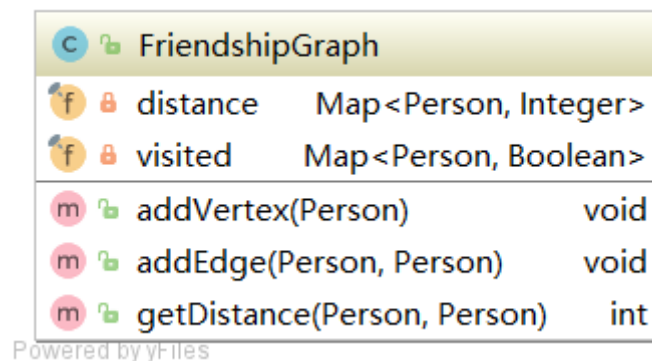 C FriendshipGraph
f distance Map<Person, Integer>
f visited Map<Person, Boolean>
m addVertex(Person) void
m addEdge(Person, Person) void
m getDistance(Person, Person) int
Powered by yFiles